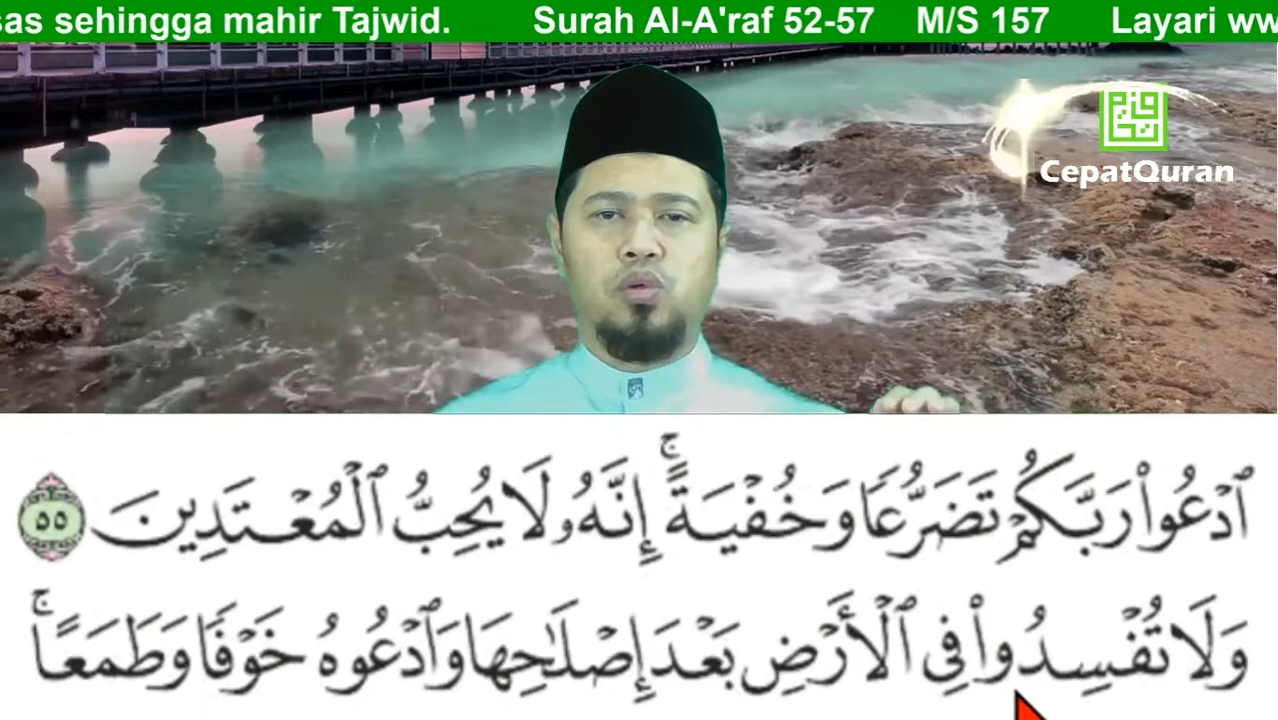 sas sehingga mahir Tajwid. Surah Al-A'raf 52-57 M/S 157 Layari ww
CepatQuran
ٱدۡعُواْ رَبَّكُمۡ تَضَرُّعٗا وَخُفۡيَةًۚ إِنَّهُۥ لَا يُحِبُّ ٱلۡمُعۡتَدِينَ ٥٥
وَلَا تُفۡسِدُواْ فِي ٱلۡأَرۡضِ بَعۡدَ إِصۡلَٰحِهَا وَٱدۡعُوهُ خَوۡفٗا وَطَمَعًاۚ